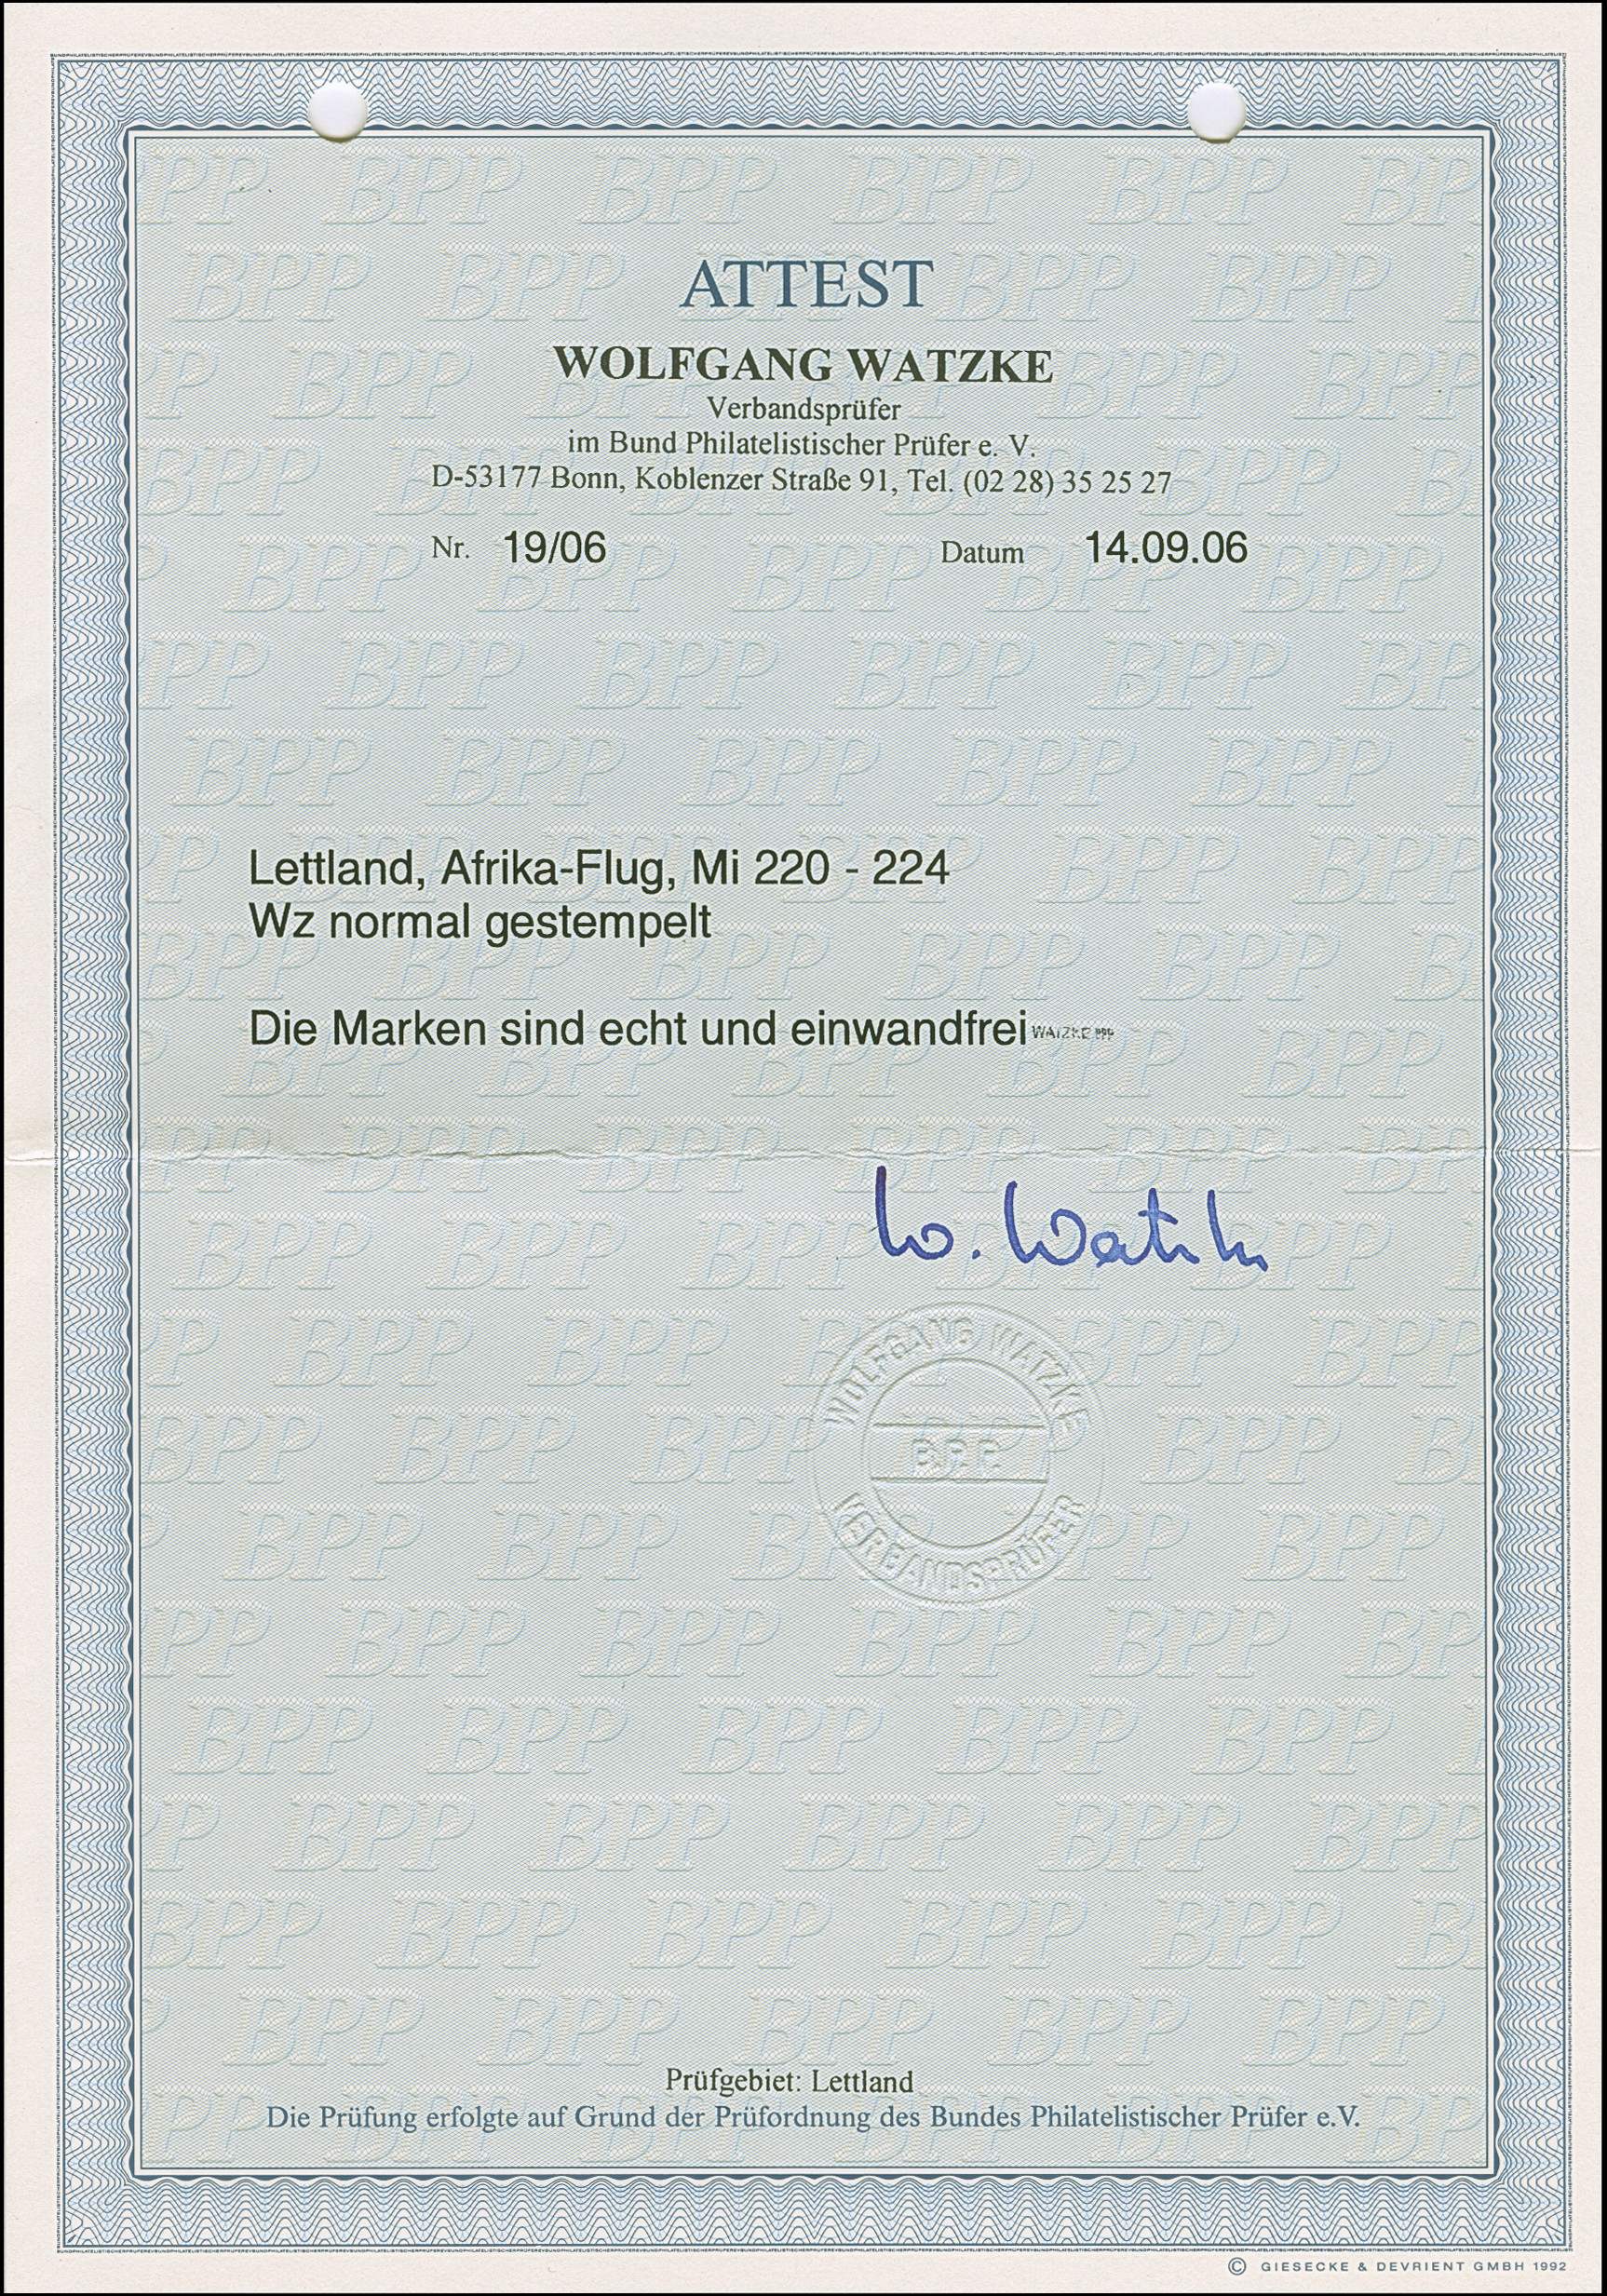 ATTEST
WOLFGANG WATZKE
Verbandsprüfer
im Bund Philatelistischer Prüfer e. V.
D-53177 Bonn, Koblenzer Straße 91, Tel. (02 28) 35 25 27
Nr. 19/06 Datum 14.09.06
Lettland, Afrika-Flug, Mi 220 - 224
Wz normal gestempelt
Die Marken sind echt und einwandfrei WATZKE BPP
W. Watzke
WOLFGANG WATZKE
B.P.P.
VERBANDSPRÜFER
Prüfgebiet: Lettland
Die Prüfung erfolgte auf Grund der Prüfordnung des Bundes Philatelistischer Prüfer e.V.
© GIESECKE & DEVRIENT GMBH 1992